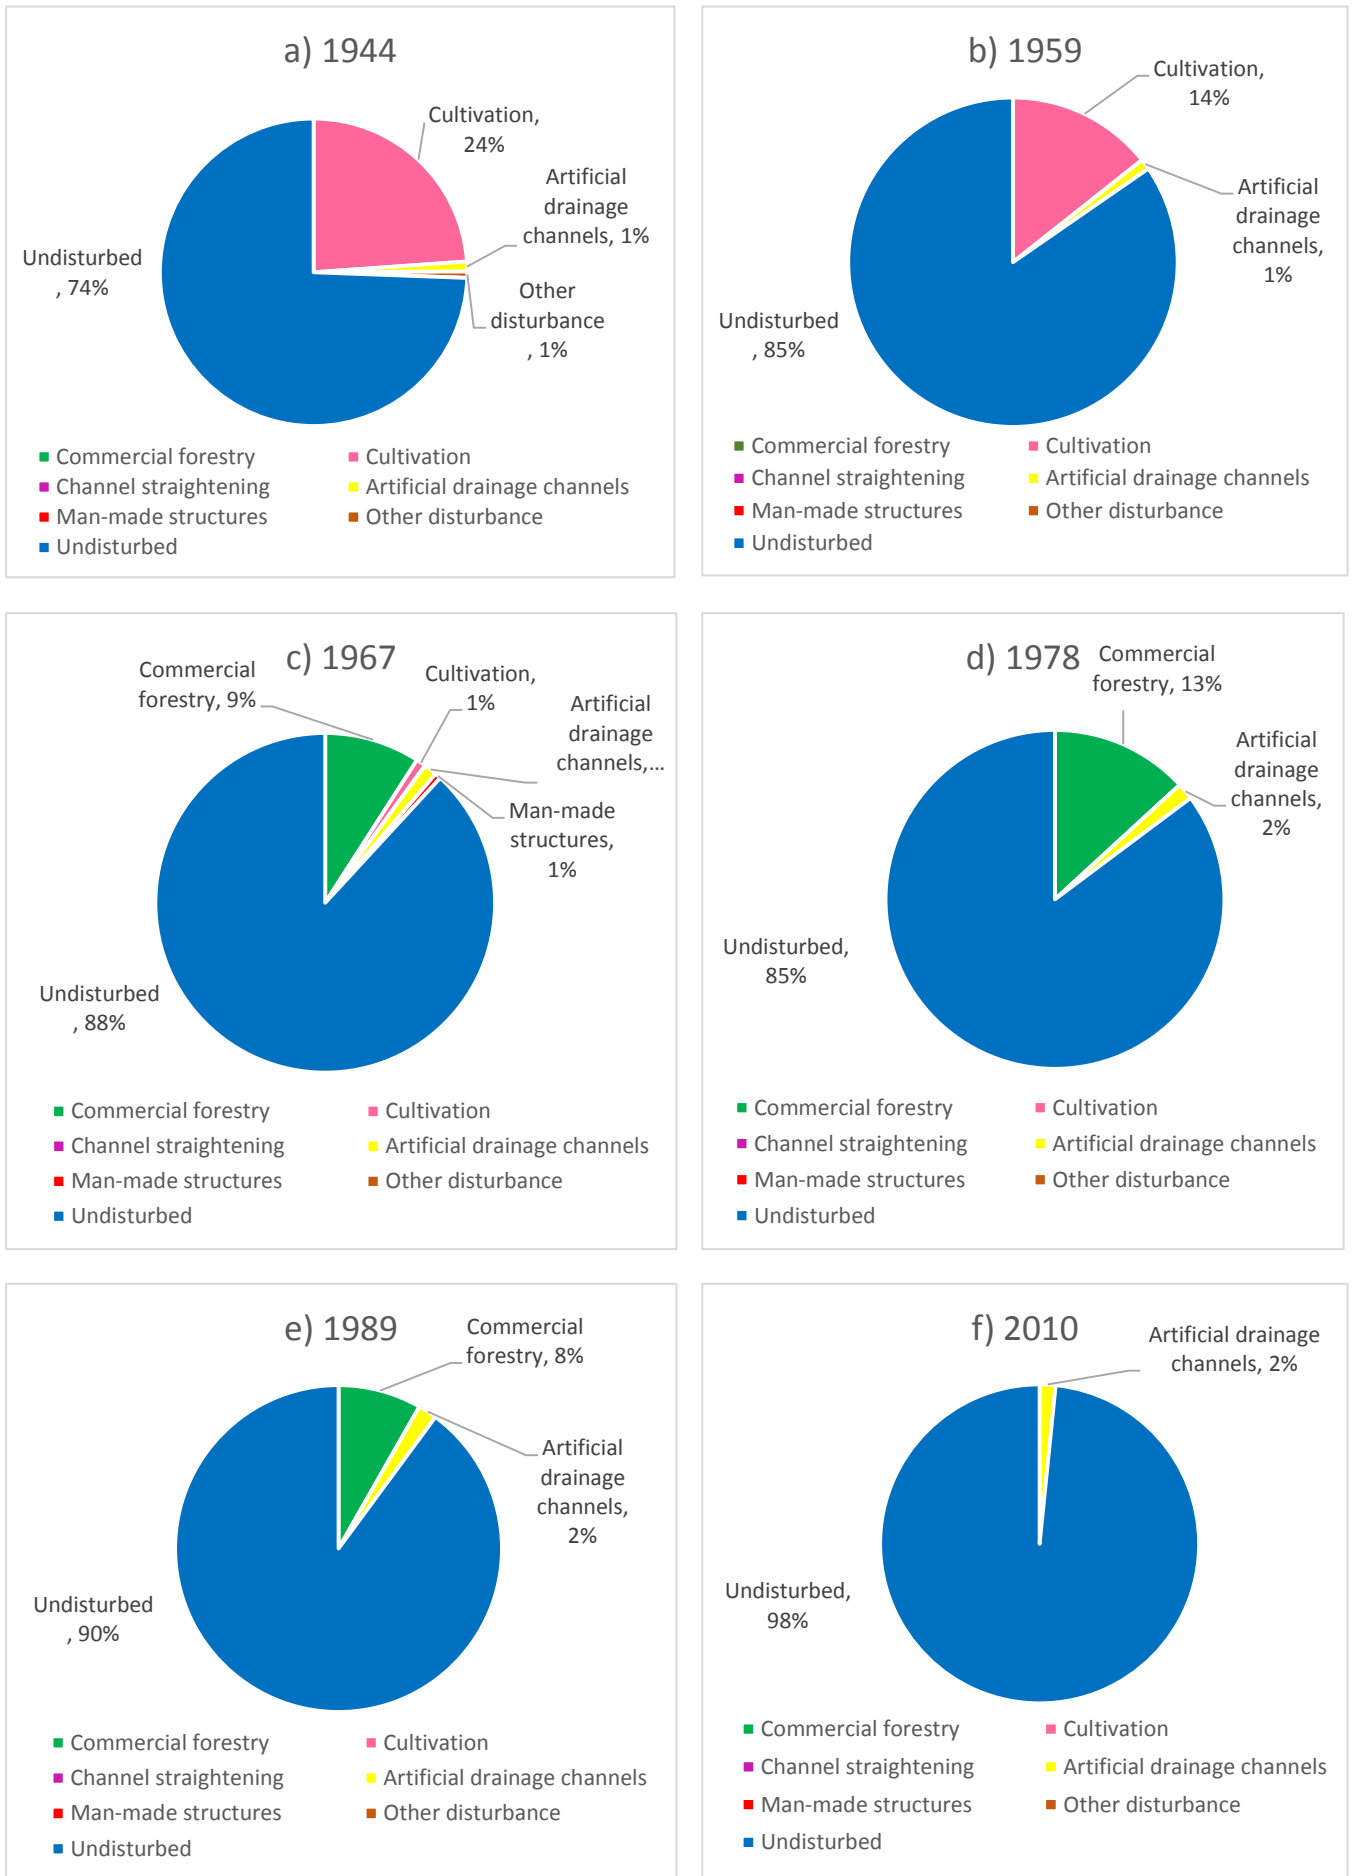 a) 1944
Cultivation,
24%
Artificial
drainage
channels, 1%
Other
disturbance
, 1%
Undisturbed
, 74%
Commercial forestry
Cultivation
Channel straightening
Artificial drainage channels
Man-made structures
Other disturbance
Undisturbed
b) 1959
Cultivation,
14%
Artificial
drainage
channels,
1%
Undisturbed
, 85%
Commercial forestry
Cultivation
Channel straightening
Artificial drainage channels
Man-made structures
Other disturbance
Undisturbed
c) 1967
Commercial
forestry, 9%
Cultivation,
1%
Artificial
drainage
channels,...
Man-made
structures,
1%
Undisturbed
, 88%
Commercial forestry
Cultivation
Channel straightening
Artificial drainage channels
Man-made structures
Other disturbance
Undisturbed
d) 1978
Commercial
forestry, 13%
Artificial
drainage
channels,
2%
Undisturbed,
85%
Commercial forestry
Cultivation
Channel straightening
Artificial drainage channels
Man-made structures
Other disturbance
Undisturbed
e) 1989
Commercial
forestry, 8%
Artificial
drainage
channels,
2%
Undisturbed
, 90%
Commercial forestry
Cultivation
Channel straightening
Artificial drainage channels
Man-made structures
Other disturbance
Undisturbed
f) 2010
Artificial drainage
channels, 2%
Undisturbed,
98%
Commercial forestry
Cultivation
Channel straightening
Artificial drainage channels
Man-made structures
Other disturbance
Undisturbed